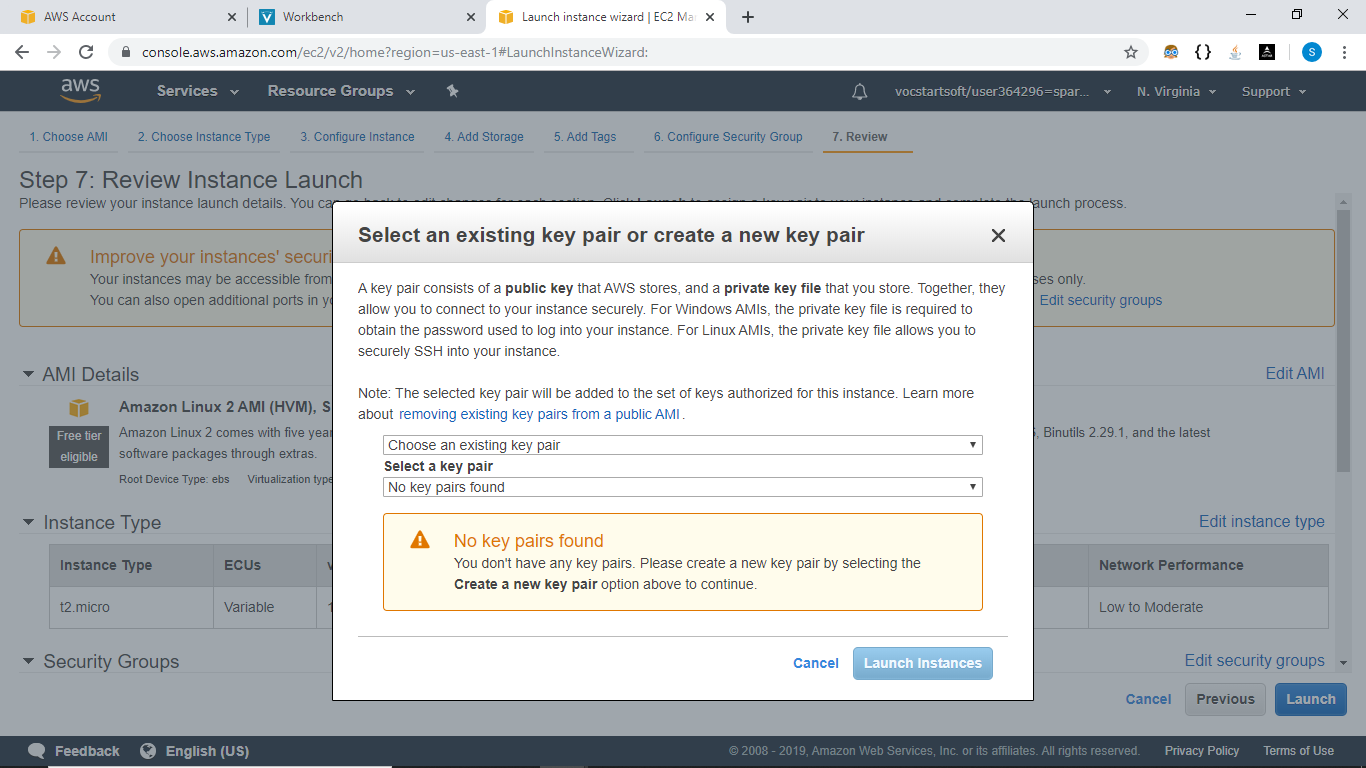 AWS Account
Workbench
Launch instance wizard | EC2 Ma
console.aws.amazon.com/ec2/v2/home?region=us-east-1#LaunchInstanceWizard:
S
aws
Services
Resource Groups
vocstartsoft/user364296=spar...
N. Virginia
Support
1. Choose AMI
2. Choose Instance Type
3. Configure Instance
4. Add Storage
5. Add Tags
6. Configure Security Group
7. Review
Step 7: Review Instance Launch
Please review your instance launch details. You can
launch process.
Improve your instances' securi
Your instances may be accessible from
ses only.
You can also open additional ports in yo
Edit security groups
AMI Details
Edit AMI
Amazon Linux 2 AMI (HVM), S
Free tier
eligible
Amazon Linux 2 comes with five year
, Binutils 2.29.1, and the latest
software packages through extras.
Root Device Type: ebs
Virtualization type
Instance Type
Edit instance type
Instance Type
ECUs
Network Performance
t2.micro
Variable
Low to Moderate
Security Groups
Edit security groups
Select an existing key pair or create a new key pair
A key pair consists of a public key that AWS stores, and a private key file that you store. Together, they
allow you to connect to your instance securely. For Windows AMIs, the private key file is required to
obtain the password used to log into your instance. For Linux AMIs, the private key file allows you to
securely SSH into your instance.
Note: The selected key pair will be added to the set of keys authorized for this instance. Learn more
about removing existing key pairs from a public AMI .
Choose an existing key pair
Select a key pair
No key pairs found
No key pairs found
You don't have any key pairs. Please create a new key pair by selecting the
Create a new key pair option above to continue.
Cancel
Launch Instances
Cancel
Previous
Launch
Feedback
English (US)
© 2008 - 2019, Amazon Web Services, Inc. or its affiliates. All rights reserved.
Privacy Policy
Terms of Use